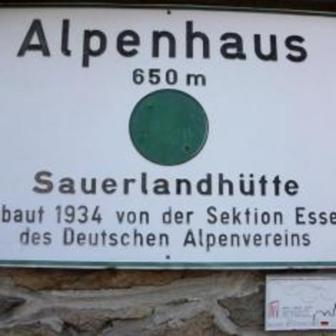 Alpenhaus
650 m
Sauerlandhütte
baut 1934 von der Sektion Esse
des Deutschen Alpenvereins